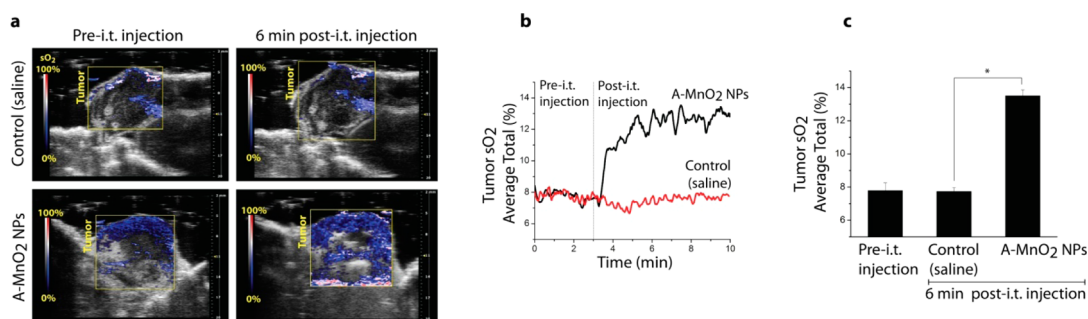 a
Pre-i.t. injection
6 min post-i.t. injection
Control (saline)
sO2
100%
Tumor
0%
100%
Tumor
0%
A-MnO2 NPs
100%
Tumor
0%
100%
Tumor
0%
b
Tumor sO2
Average Total (%)
14
12
10
8
6
Pre-i.t.
injection
Post-i.t.
injection
A-MnO2 NPs
Control
(saline)
0 2 4 6 8 10
Time (min)
c
Tumor sO2
Average Total (%)
14
12
10
8
6
*
Pre-i.t.
injection
Control
(saline)
A-MnO2 NPs
6 min post-i.t. injection